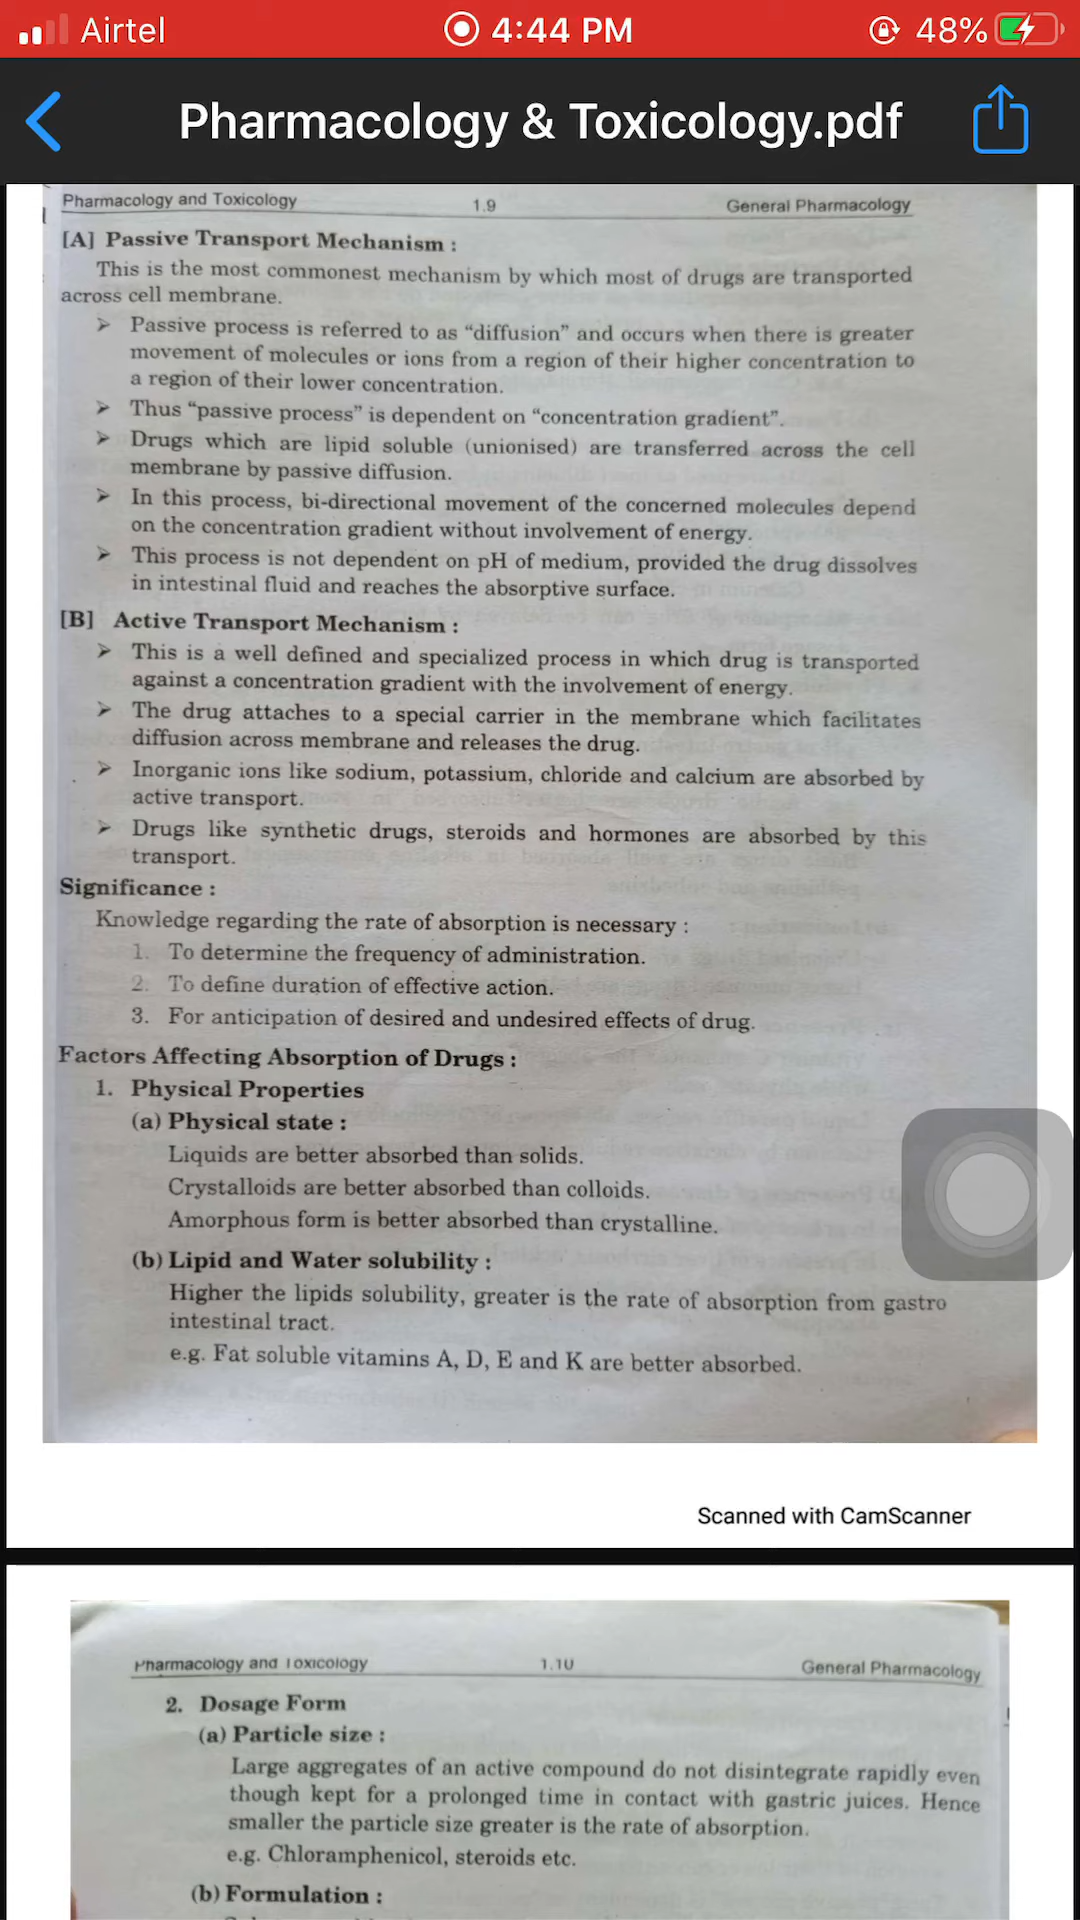 Airtel
4:44 PM
48%
Pharmacology & Toxicology.pdf
Pharmacology and Toxicology 1.9 General Pharmacology
[A] Passive Transport Mechanism :
This is the most commonest mechanism by which most of drugs are transported
across cell membrane.
➤ Passive process is referred to as “diffusion” and occurs when there is greater
movement of molecules or ions from a region of their higher concentration to
a region of their lower concentration.
➤ Thus “passive process” is dependent on “concentration gradient”.
➤ Drugs which are lipid soluble (unionised) are transferred across the cell
membrane by passive diffusion.
➤ In this process, bi-directional movement of the concerned molecules depend
on the concentration gradient without involvement of energy.
➤ This process is not dependent on pH of medium, provided the drug dissolves
in intestinal fluid and reaches the absorptive surface.
[B] Active Transport Mechanism :
➤ This is a well defined and specialized process in which drug is transported
against a concentration gradient with the involvement of energy.
➤ The drug attaches to a special carrier in the membrane which facilitates
diffusion across membrane and releases the drug.
➤ Inorganic ions like sodium, potassium, chloride and calcium are absorbed by
active transport.
➤ Drugs like synthetic drugs, steroids and hormones are absorbed by this
transport.
Significance :
Knowledge regarding the rate of absorption is necessary :
1. To determine the frequency of administration.
2. To define duration of effective action.
3. For anticipation of desired and undesired effects of drug.
Factors Affecting Absorption of Drugs :
1. Physical Properties
(a) Physical state :
Liquids are better absorbed than solids.
Crystalloids are better absorbed than colloids.
Amorphous form is better absorbed than crystalline.
(b) Lipid and Water solubility :
Higher the lipids solubility, greater is the rate of absorption from gastro
intestinal tract.
e.g. Fat soluble vitamins A, D, E and K are better absorbed.
Scanned with CamScanner
Pharmacology and Toxicology 1.10 General Pharmacology
2. Dosage Form
(a) Particle size :
Large aggregates of an active compound do not disintegrate rapidly even
though kept for a prolonged time in contact with gastric juices. Hence
smaller the particle size greater is the rate of absorption.
e.g. Chloramphenicol, steroids etc.
(b) Formulation :